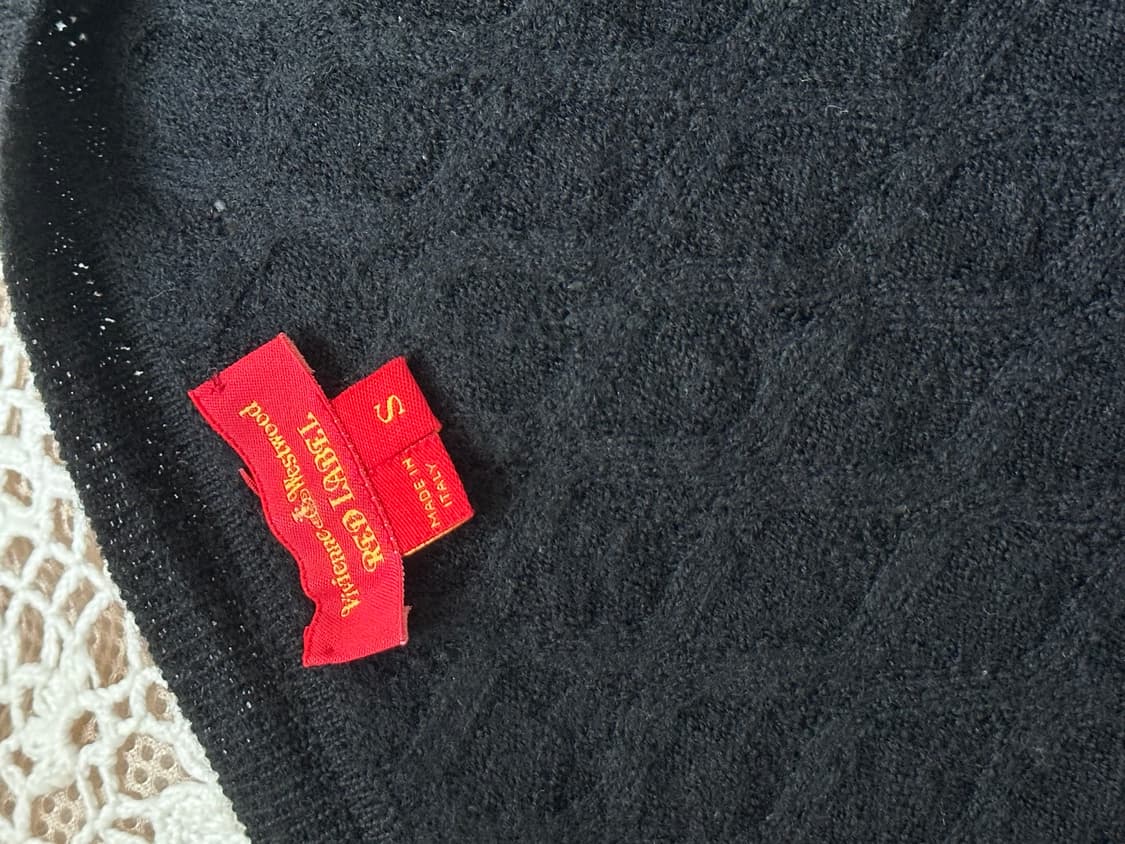 Vivienne Westwood
RED LABEL
S
MADE IN
ITALY